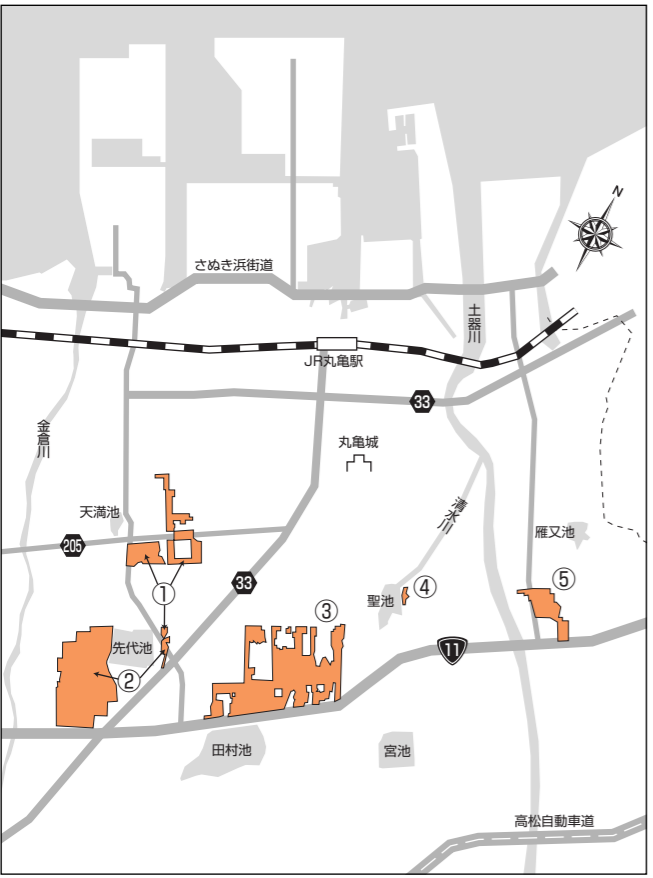 N
さぬき浜街道
土器川
JR丸亀駅
33
丸亀城
金倉川
天満池
清水川
雁又池
205
①
33
③
聖池
④
⑤
先代池
②
11
田村池
宮池
高松自動車道